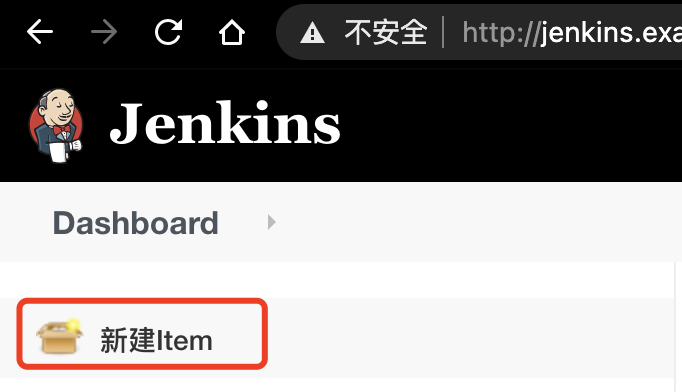 不安全 http://jenkins.exa
Jenkins
Dashboard
新建Item